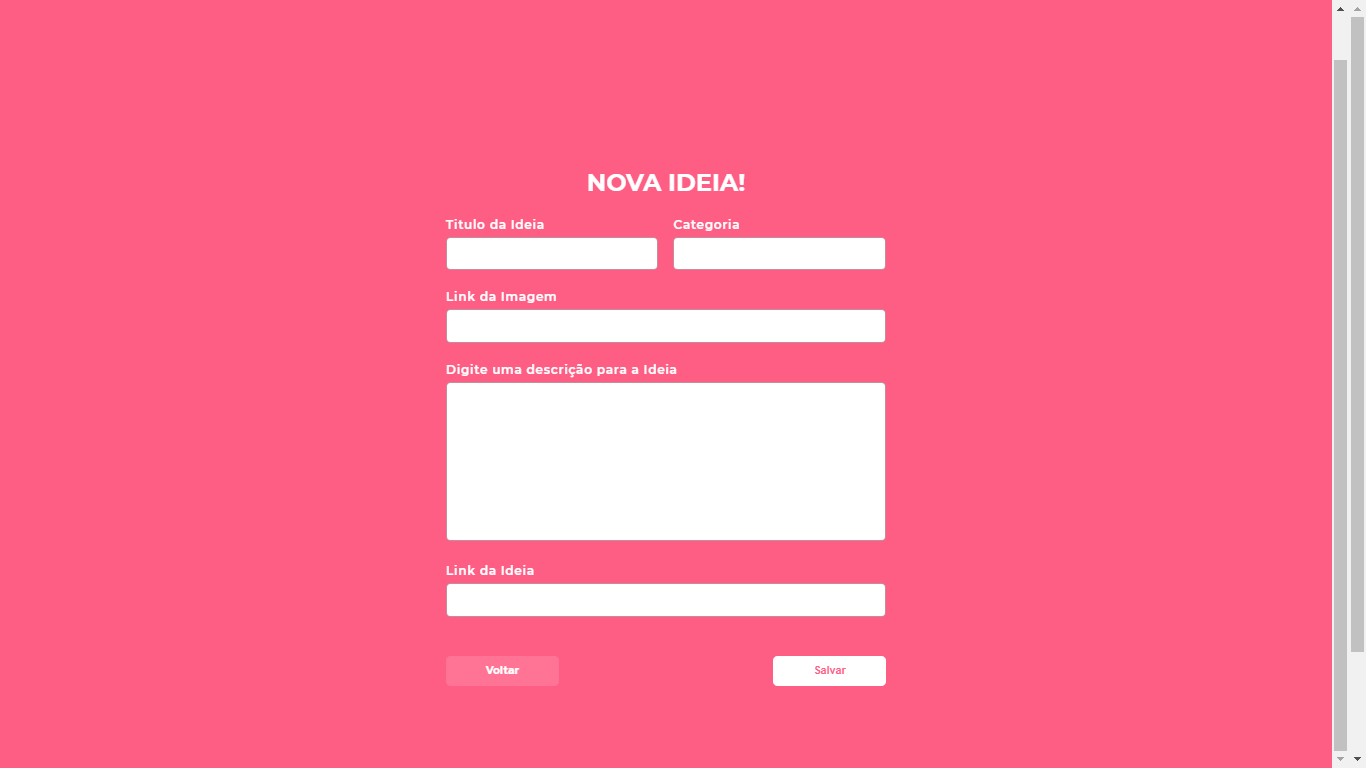 NOVA IDEIA!
Titulo da Ideia
Categoria
Link da Imagem
Digite uma descrição para a Ideia
Link da Ideia
Voltar
Salvar